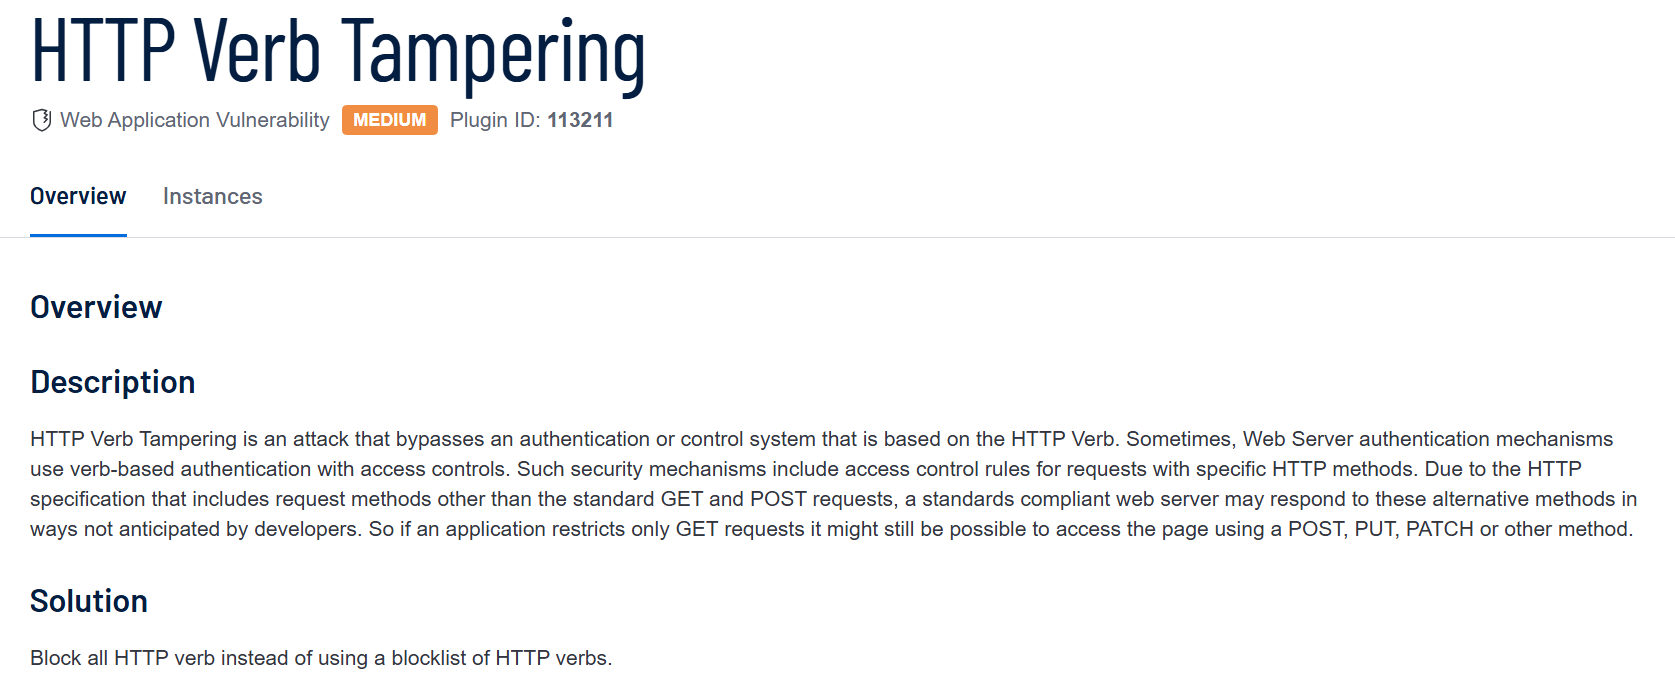 HTTP Verb Tampering
Web Application Vulnerability MEDIUM Plugin ID: 113211
Overview Instances
Overview
Description
HTTP Verb Tampering is an attack that bypasses an authentication or control system that is based on the HTTP Verb. Sometimes, Web Server authentication mechanisms
use verb-based authentication with access controls. Such security mechanisms include access control rules for requests with specific HTTP methods. Due to the HTTP
specification that includes request methods other than the standard GET and POST requests, a standards compliant web server may respond to these alternative methods in
ways not anticipated by developers. So if an application restricts only GET requests it might still be possible to access the page using a POST, PUT, PATCH or other method.
Solution
Block all HTTP verb instead of using a blocklist of HTTP verbs.